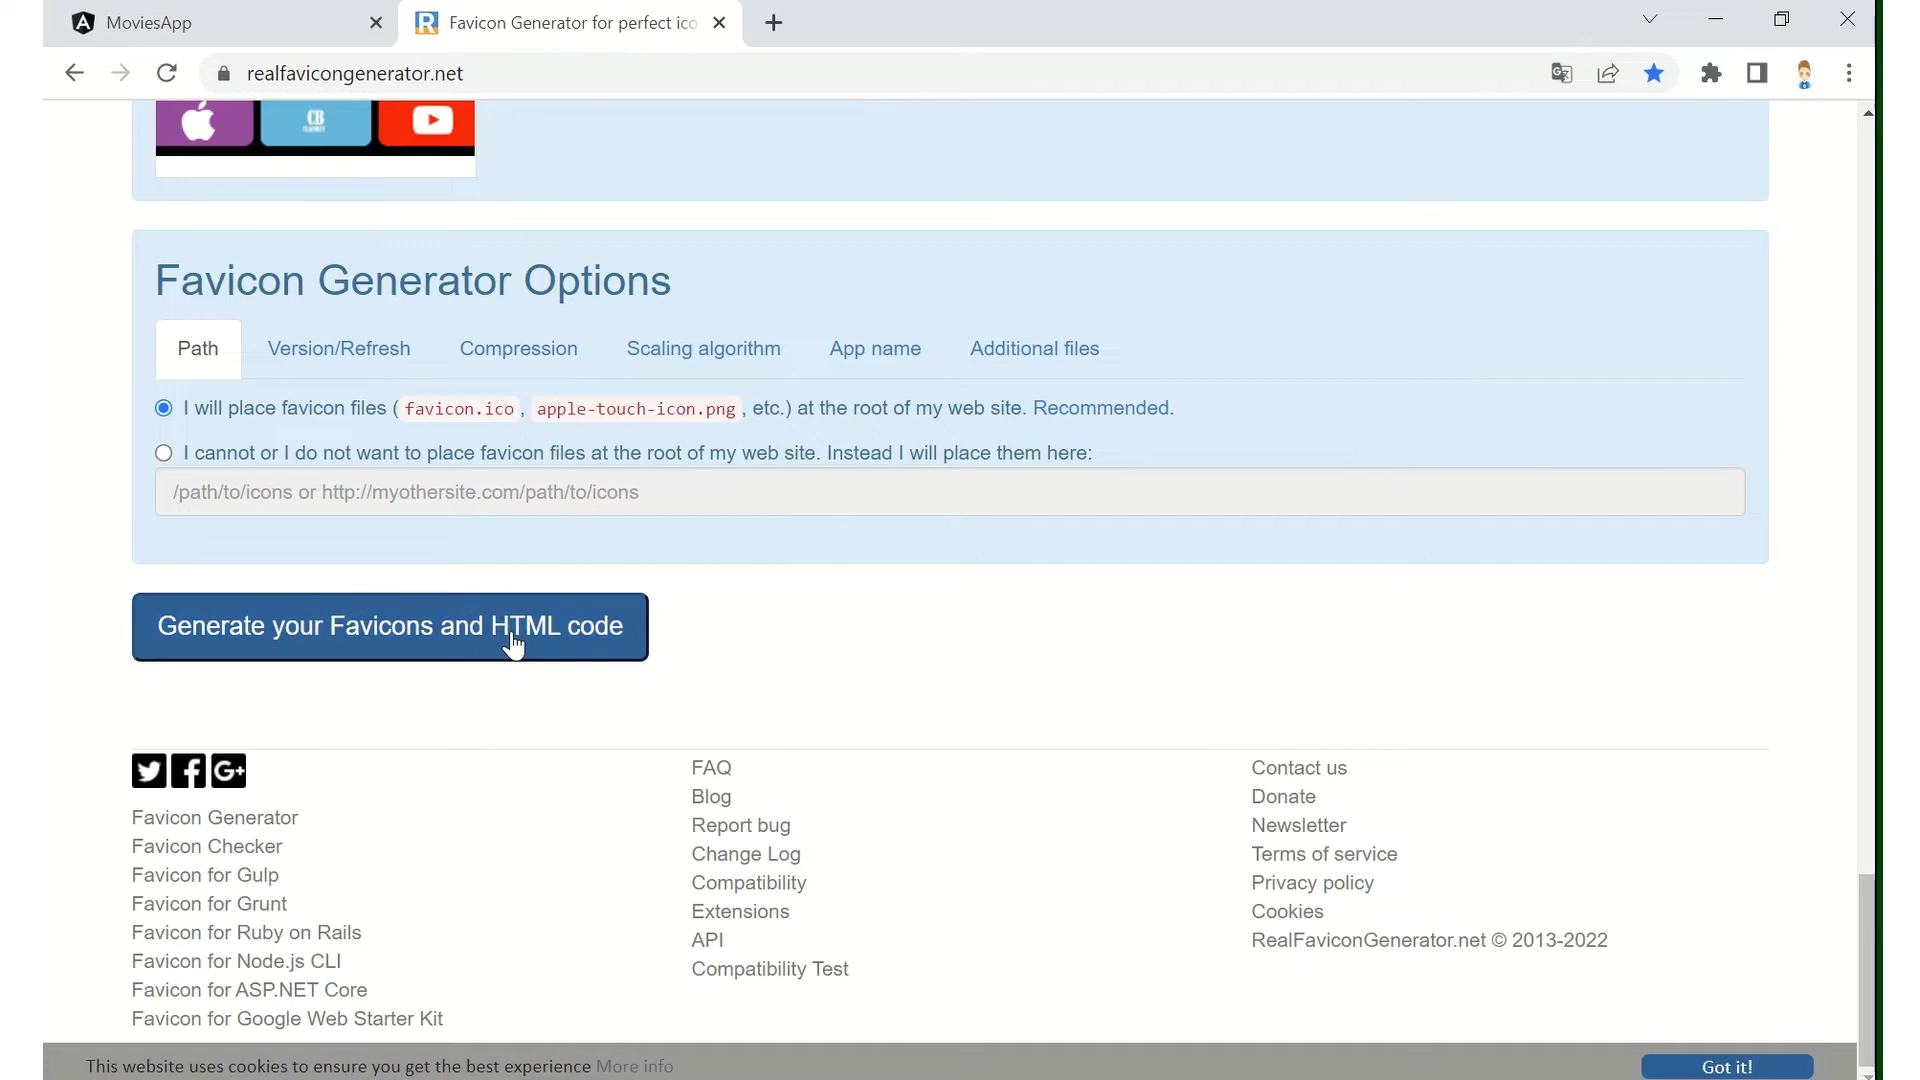 MoviesApp
Favicon Generator for perfect ico
realfavicongenerator.net
CB
Favicon Generator Options
Path Version/Refresh Compression Scaling algorithm App name Additional files
I will place favicon files (favicon.ico, apple-touch-icon.png, etc.) at the root of my web site. Recommended.
I cannot or I do not want to place favicon files at the root of my web site. Instead I will place them here:
/path/to/icons or http://myothersite.com/path/to/icons
Generate your Favicons and HTML code
Favicon Generator
Favicon Checker
Favicon for Gulp
Favicon for Grunt
Favicon for Ruby on Rails
Favicon for Node.js CLI
Favicon for ASP.NET Core
Favicon for Google Web Starter Kit
FAQ
Blog
Report bug
Change Log
Compatibility
Extensions
API
Compatibility Test
Contact us
Donate
Newsletter
Terms of service
Privacy policy
Cookies
RealFaviconGenerator.net © 2013-2022
This website uses cookies to ensure you get the best experience More info
Got it!